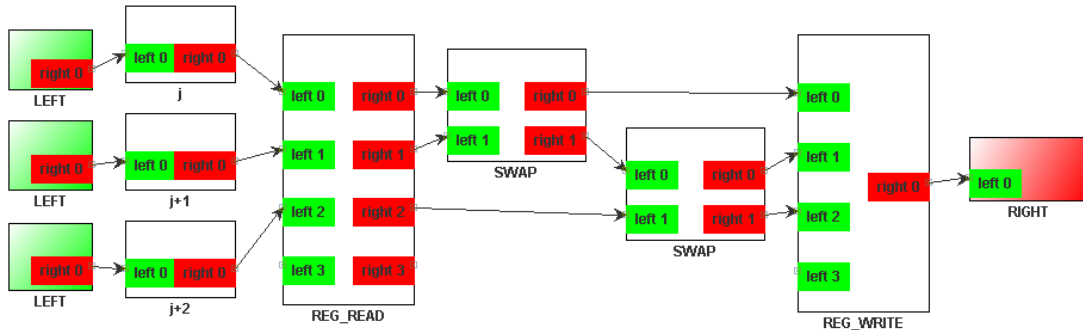 right 0
LEFT
left 0 right 0
j
right 0
LEFT
left 0 right 0
j+1
right 0
LEFT
left 0 right 0
j+2
left 0 right 0
left 1 right 1
left 2 right 2
left 3 right 3
REG_READ
left 0 right 0
left 1 right 1
SWAP
left 0 right 0
left 1 right 1
SWAP
left 0
left 1
right 0
left 2
left 3
REG_WRITE
left 0
RIGHT